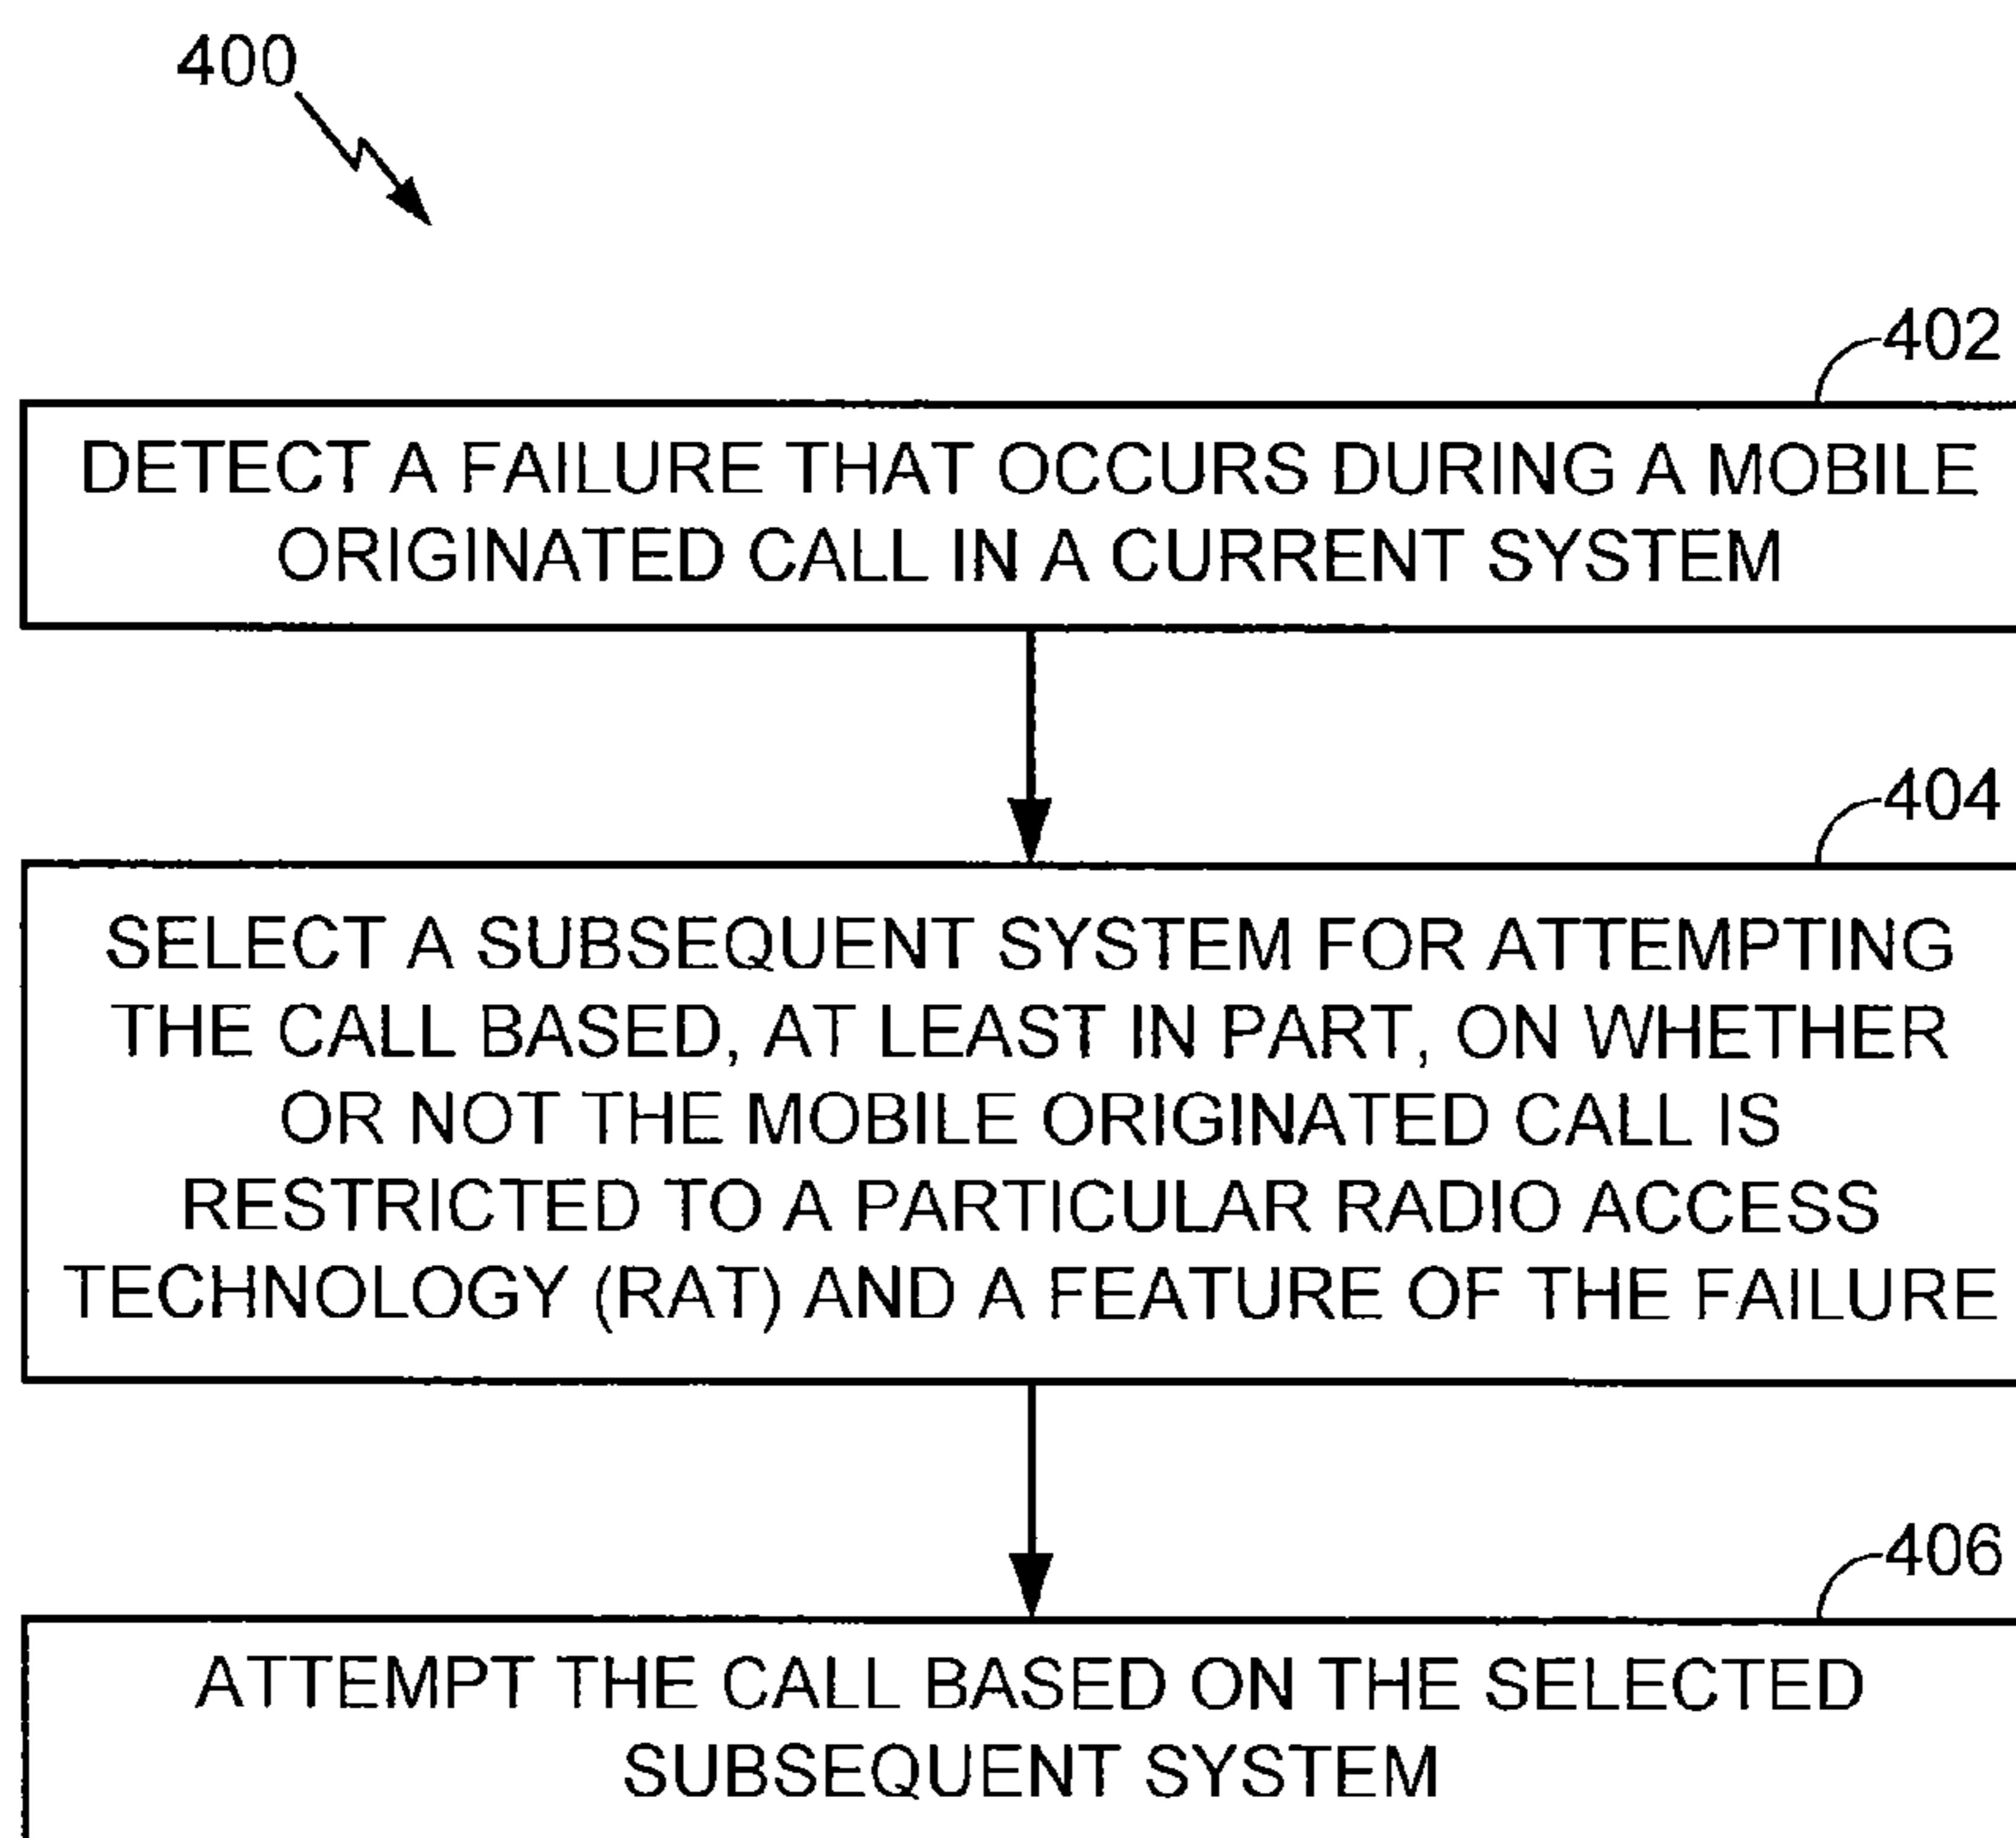 400
402
DETECT A FAILURE THAT OCCURS DURING A MOBILE
ORIGINATED CALL IN A CURRENT SYSTEM
404
SELECT A SUBSEQUENT SYSTEM FOR ATTEMPTING
THE CALL BASED, AT LEAST IN PART, ON WHETHER
OR NOT THE MOBILE ORIGINATED CALL IS
RESTRICTED TO A PARTICULAR RADIO ACCESS
TECHNOLOGY (RAT) AND A FEATURE OF THE FAILURE
406
ATTEMPT THE CALL BASED ON THE SELECTED
SUBSEQUENT SYSTEM